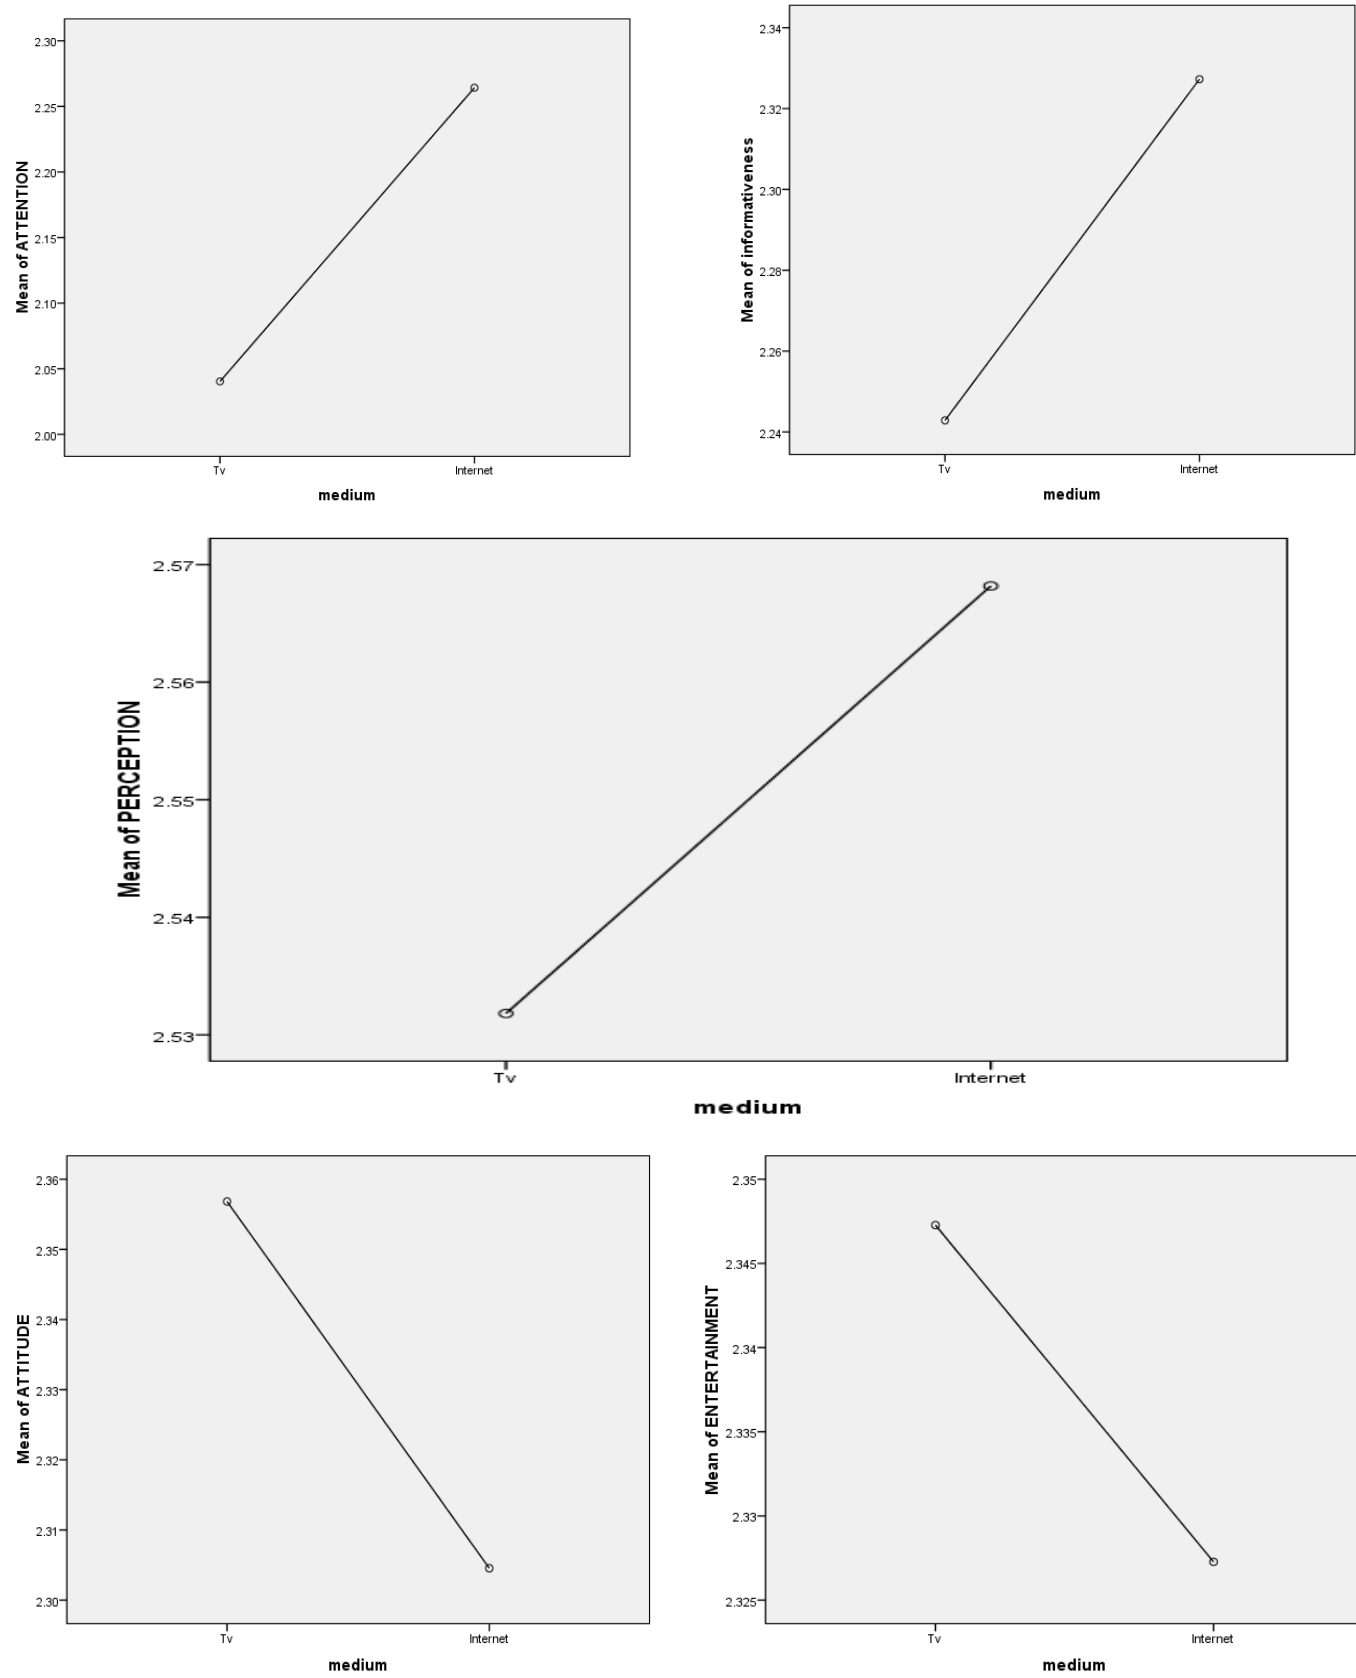 Mean of ATTENTION
2.30
2.25
2.20
2.15
2.10
2.05
2.00
Tv Internet
medium
Mean of informativeness
2.34
2.32
2.30
2.28
2.26
2.24
Tv Internet
medium
Mean of PERCEPTION
2.57
2.56
2.55
2.54
2.53
Tv Internet
medium
Mean of ATTITUDE
2.36
2.35
2.34
2.33
2.32
2.31
2.30
Tv Internet
medium
Mean of ENTERTAINMENT
2.35
2.345
2.34
2.335
2.33
2.325
Tv Internet
medium